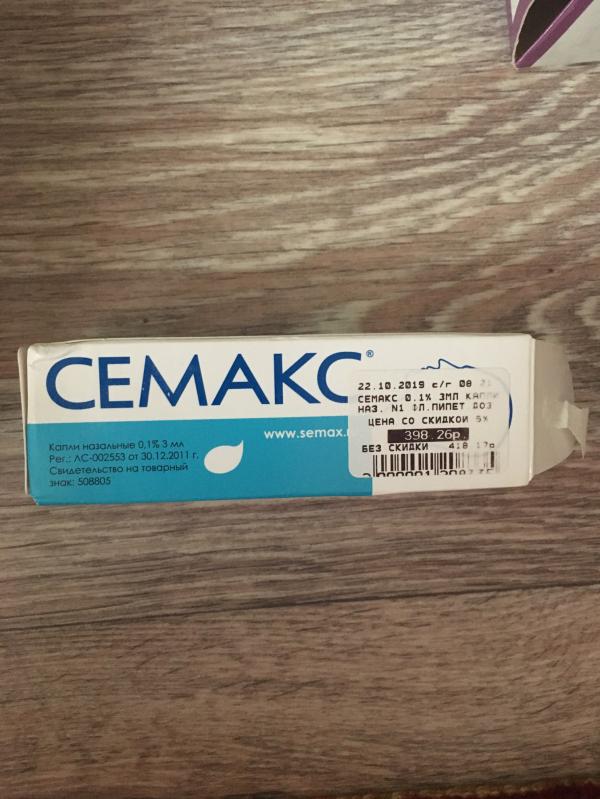 СЕМАКС®
www.semax.r
Капли назальные 0,1% 3 мл
Рег.: ЛС-002553 от 30.12.2011 г.
Свидетельство на товарный
знак: 508805
22.10.2019 с/г 08
СЕМАКС 0.1% 3МЛ КАПЛИ
НАЗ. N1 ФЛ.ПИПЕТ ДОЗ
ЦЕНА СО СКИДКОЙ 5%
398.26р.
БЕЗ СКИДКИ 418.17р